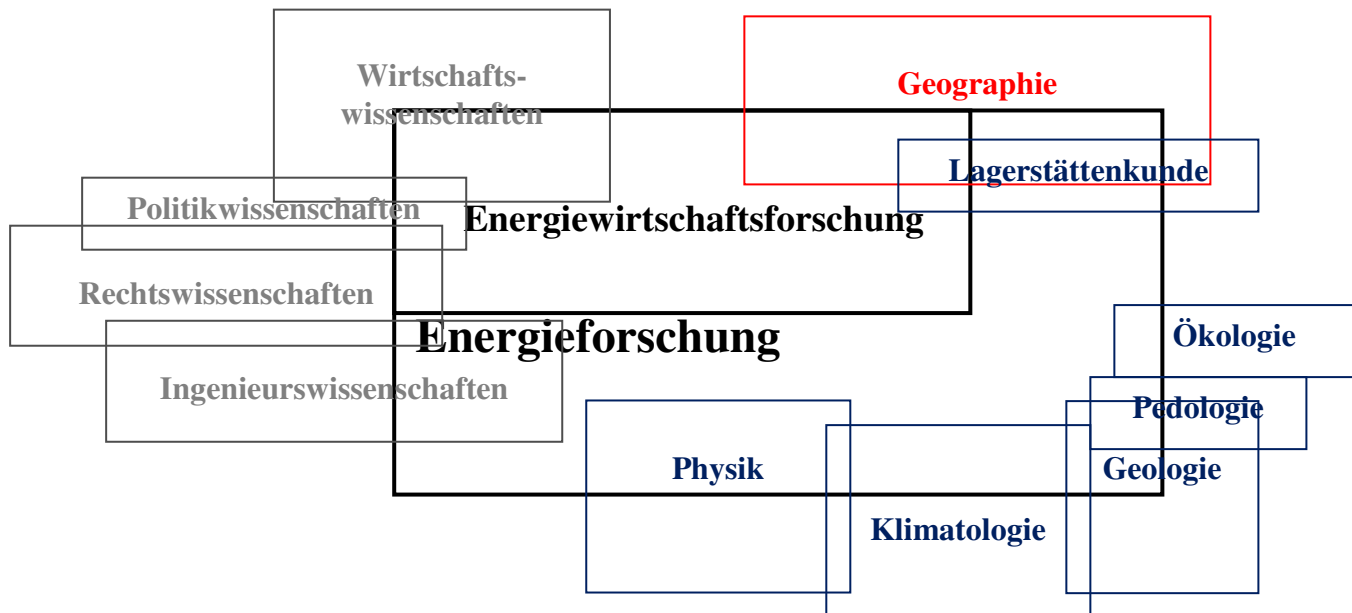 Wirtschafts-
wissenschaften
Geographie
Lagerstättenkunde
Politikwissenschaften
Energiewirtschaftsforschung
Rechtswissenschaften
Energieforschung
Ökologie
Ingenieurswissenschaften
Pedologie
Physik
Geologie
Klimatologie